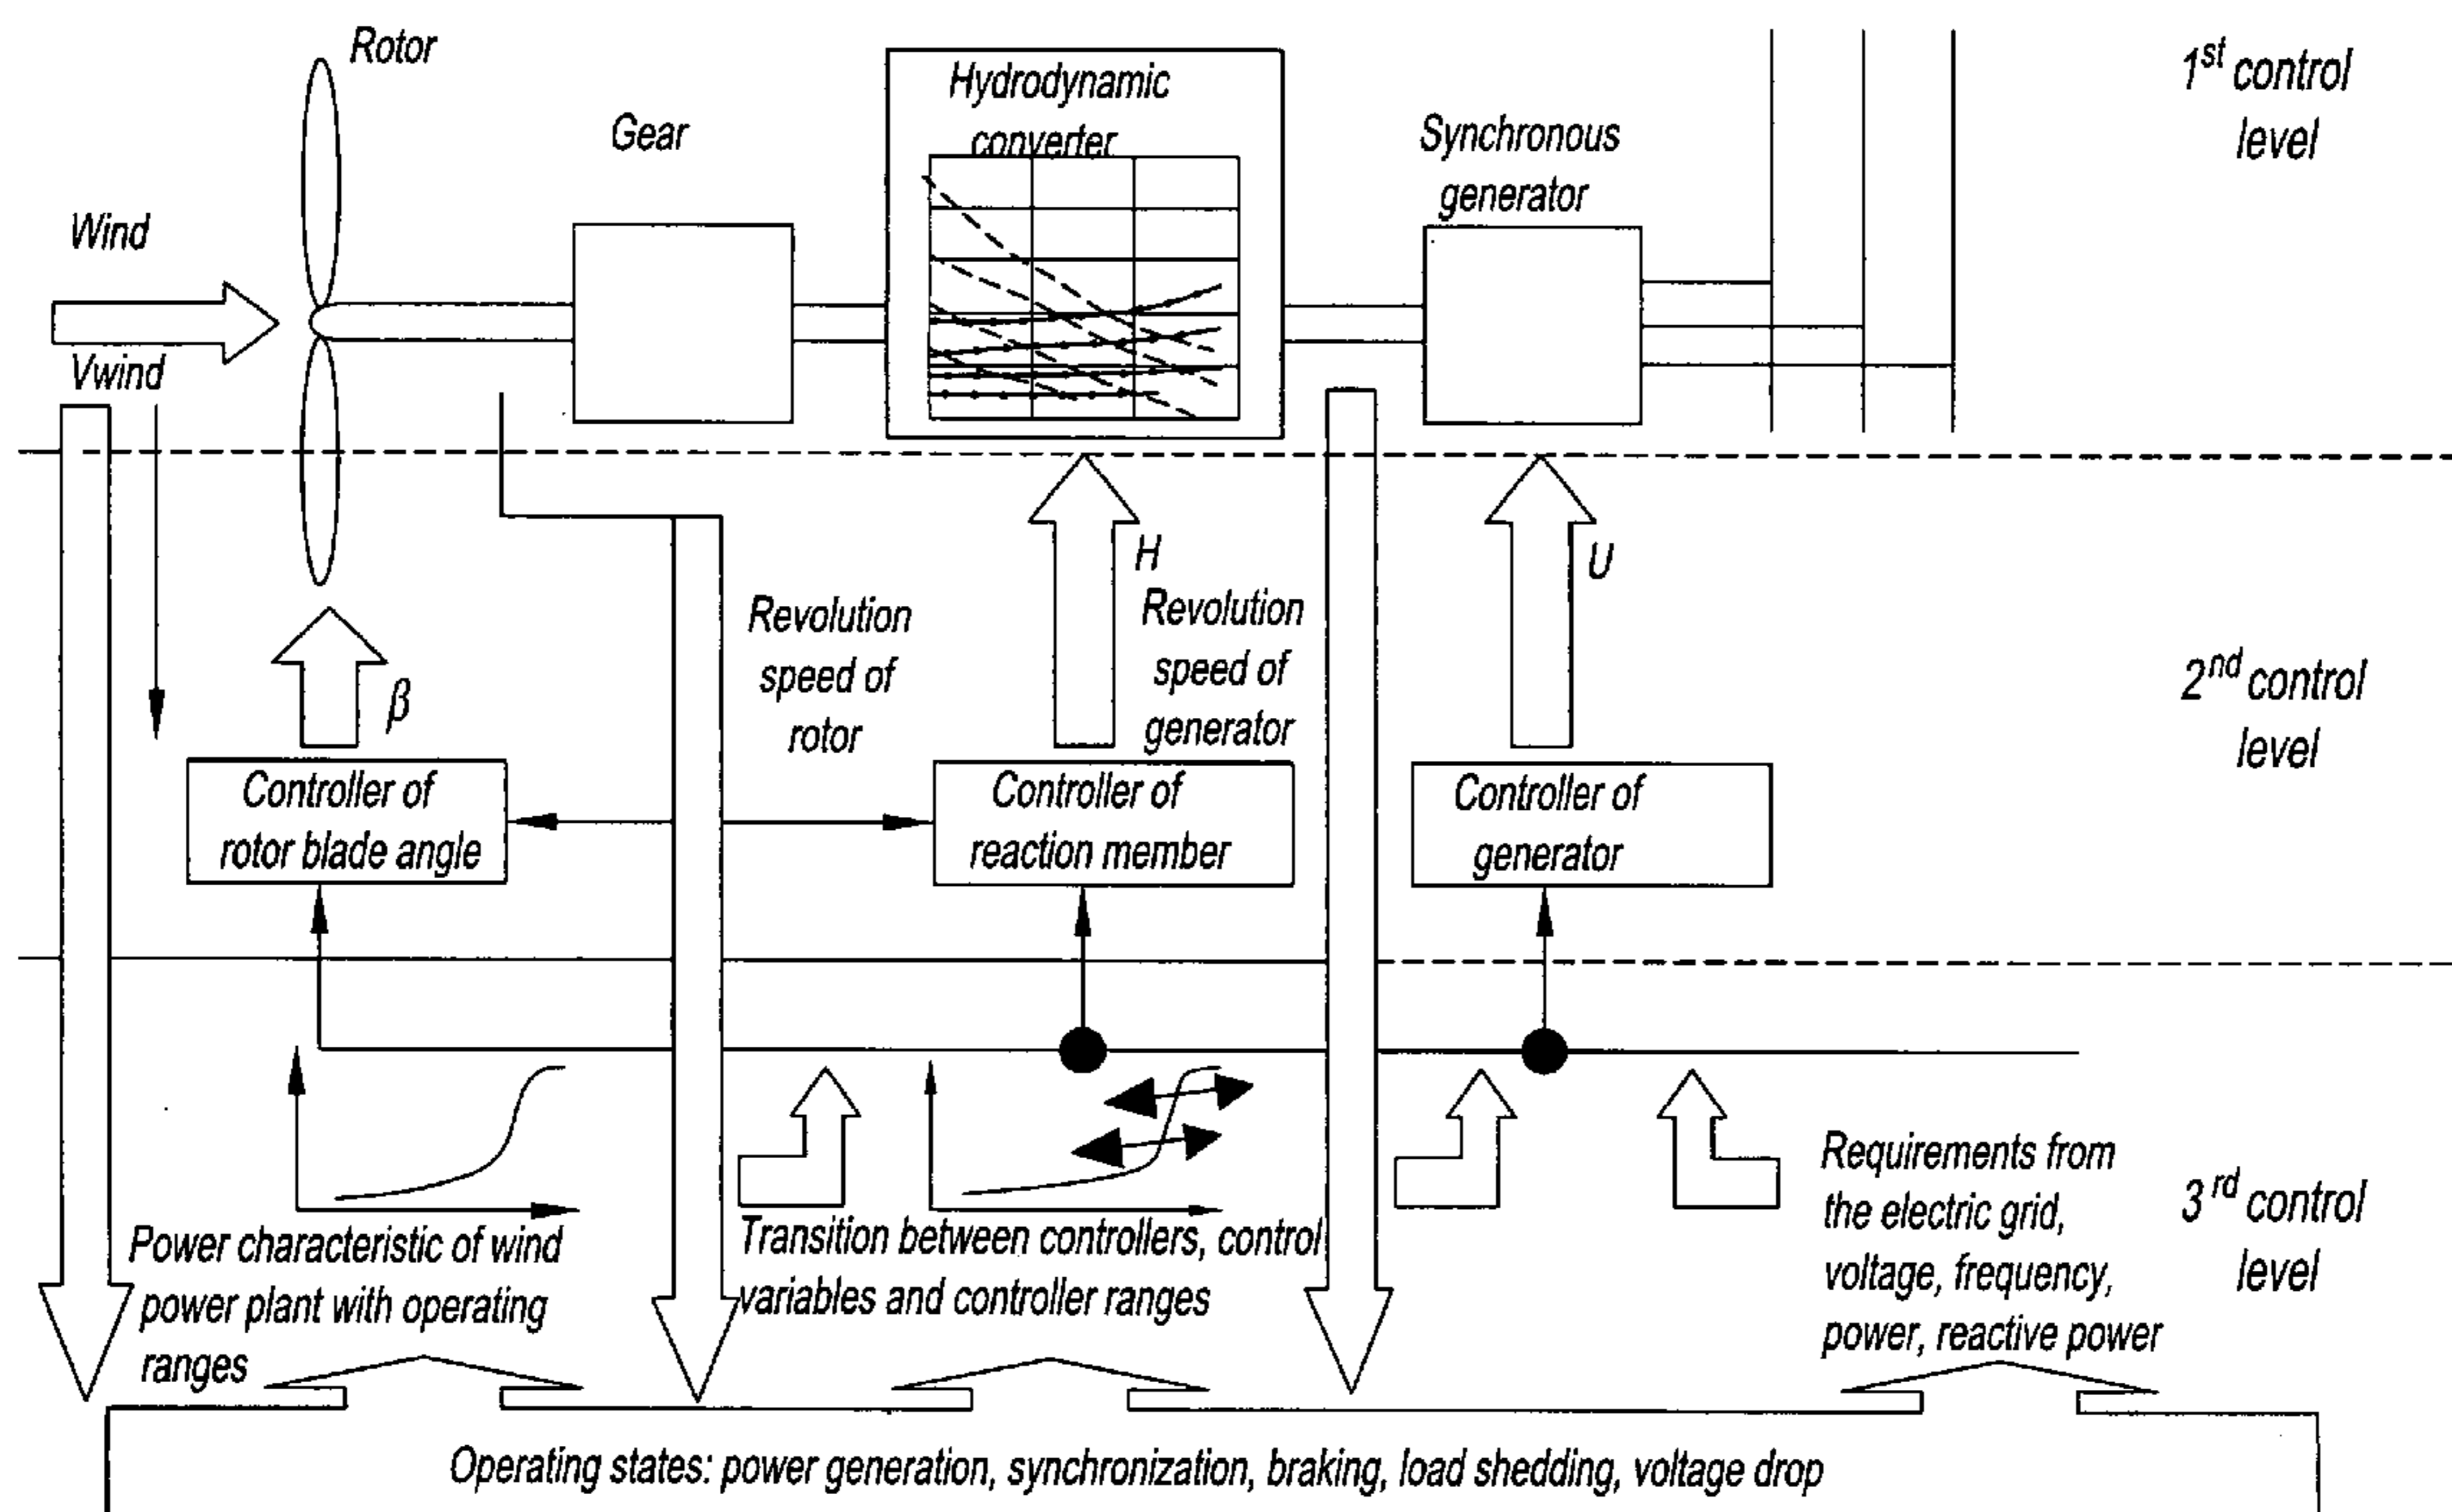 Rotor
Hydrodynamic
converter
Gear
Synchronous
generator
1st control
level
Wind
Vwind
H
U
Revolution
speed of
rotor
Revolution
speed of
generator
β
2nd control
level
Controller of
rotor blade angle
Controller of
reaction member
Controller of
generator
Power characteristic of wind
power plant with operating
ranges
Transition between controllers, control
variables and controller ranges
Requirements from
the electric grid,
voltage, frequency,
power, reactive power
3rd control
level
Operating states: power generation, synchronization, braking, load shedding, voltage drop